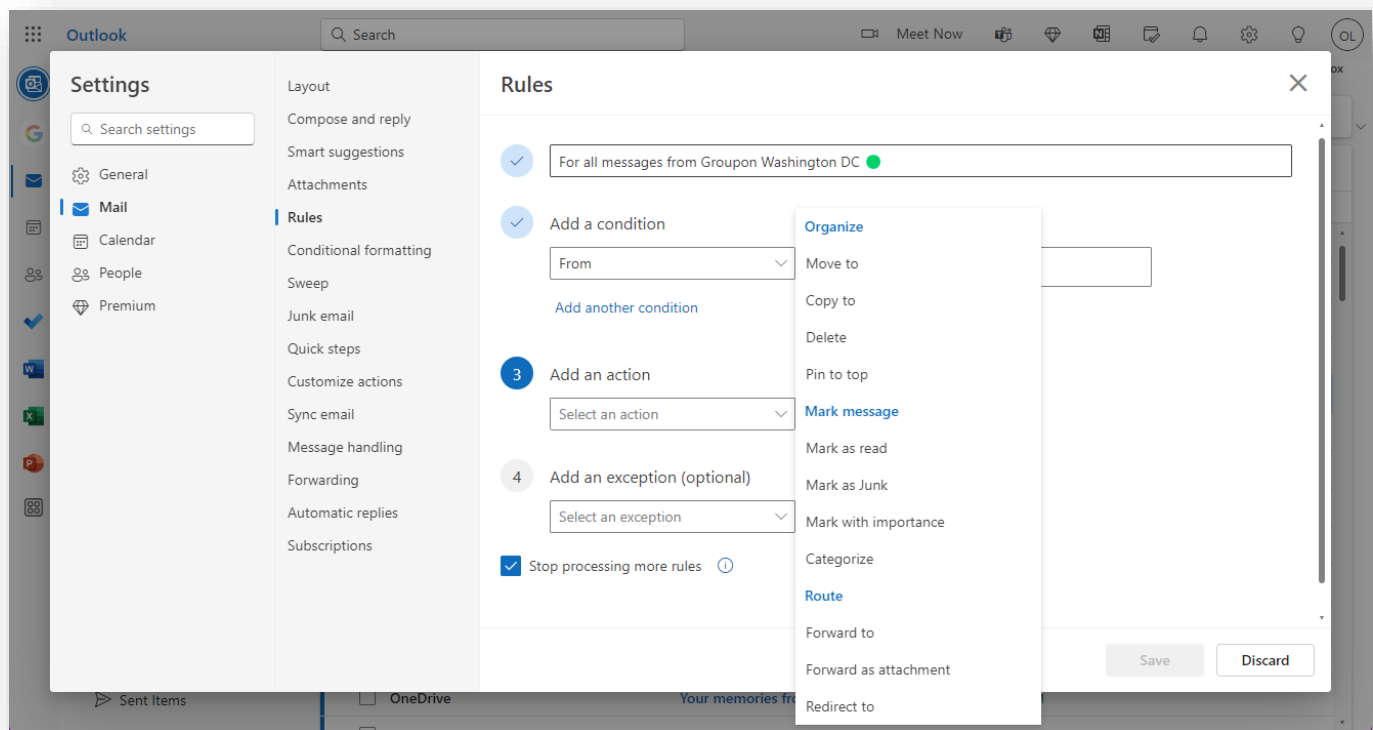 Outlook
Search
Meet Now
OL
Settings
Search settings
General
Mail
Calendar
People
Premium
Layout
Compose and reply
Smart suggestions
Attachments
Rules
Conditional formatting
Sweep
Junk email
Quick steps
Customize actions
Sync email
Message handling
Forwarding
Automatic replies
Subscriptions
Rules
For all messages from Groupon Washington DC
Add a condition
From
Add another condition
3 Add an action
Select an action
4 Add an exception (optional)
Select an exception
Stop processing more rules
Organize
Move to
Copy to
Delete
Pin to top
Mark message
Mark as read
Mark as Junk
Mark with importance
Categorize
Route
Forward to
Forward as attachment
Redirect to
Save
Discard
Sent Items
OneDrive
Your memories